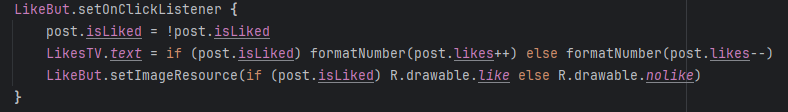 LikeBut.setOnClickListener {
post.isLiked = !post.isLiked
LikesTV.text = if (post.isLiked) formatNumber(post.likes++) else formatNumber(post.likes--)
LikeBut.setImageResource(if (post.isLiked) R.drawable.like else R.drawable.nolike)
}